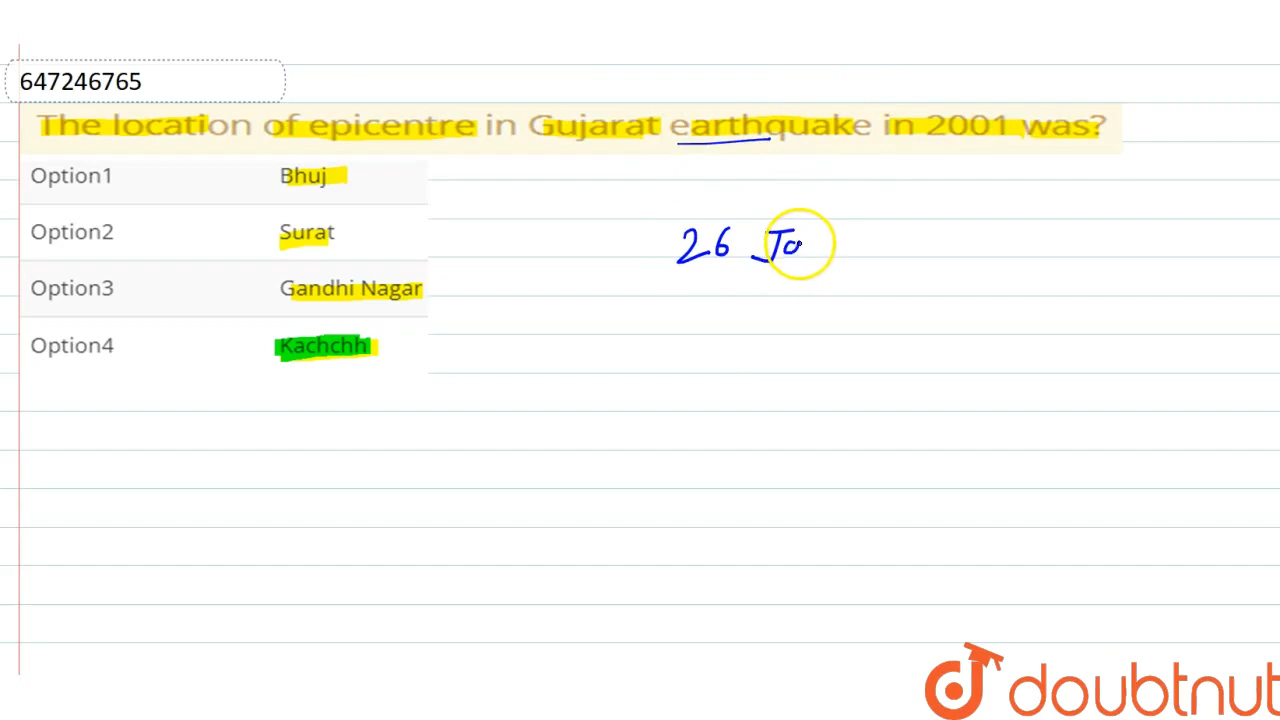 647246765
The location of epicentre in Gujarat earthquake in 2001 was?
Option1 Bhuj
Option2 Surat
26 Ja
Option3 Gandhi Nagar
Option4 Kachchh
doubtnut